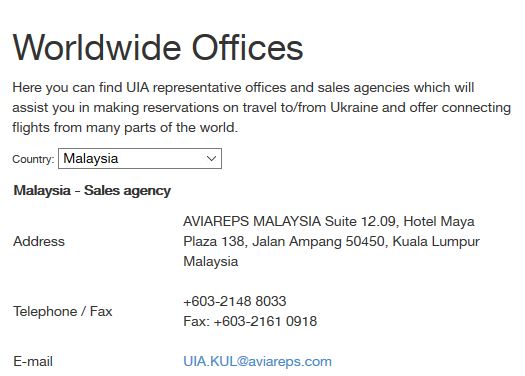 Worldwide Offices
Here you can find UIA representative offices and sales agencies which will
assist you in making reservations on travel to/from Ukraine and offer connecting
flights from many parts of the world.
Country: Malaysia
Malaysia - Sales agency
AVIAREPS MALAYSIA Suite 12.09, Hotel Maya
Address Plaza 138, Jalan Ampang 50450, Kuala Lumpur
Malaysia
+603-2148 8033
Telephone / Fax
Fax: +603-2161 0918
E-mail UIA.KUL@aviareps.com